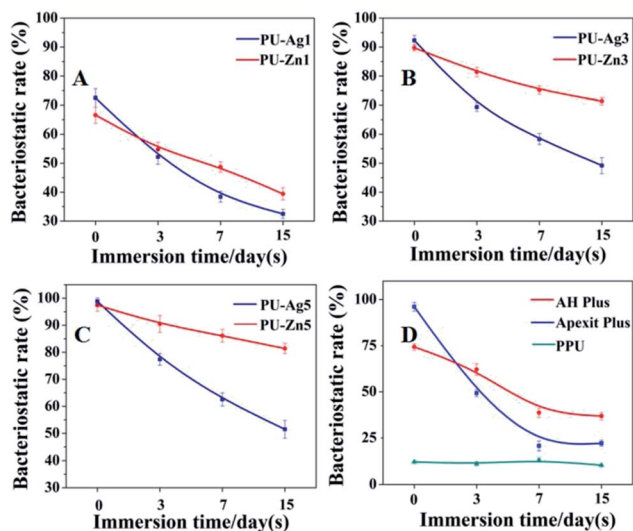 A
PU-Ag1
PU-Zn1
Bacteriostatic rate (%)
100
90
80
70
60
50
40
30
0 3 7 15
Immersion time/day(s)
B
PU-Ag3
PU-Zn3
Bacteriostatic rate (%)
100
90
80
70
60
50
40
30
0 3 7 15
Immersion time/day(s)
C
PU-Ag5
PU-Zn5
Bacteriostatic rate (%)
100
90
80
70
60
50
40
30
0 3 7 15
Immersion time/day(s)
D
AH Plus
Apexit Plus
PPU
Bacteriostatic rate (%)
100
75
50
25
0
0 3 7 15
Immersion time/day(s)